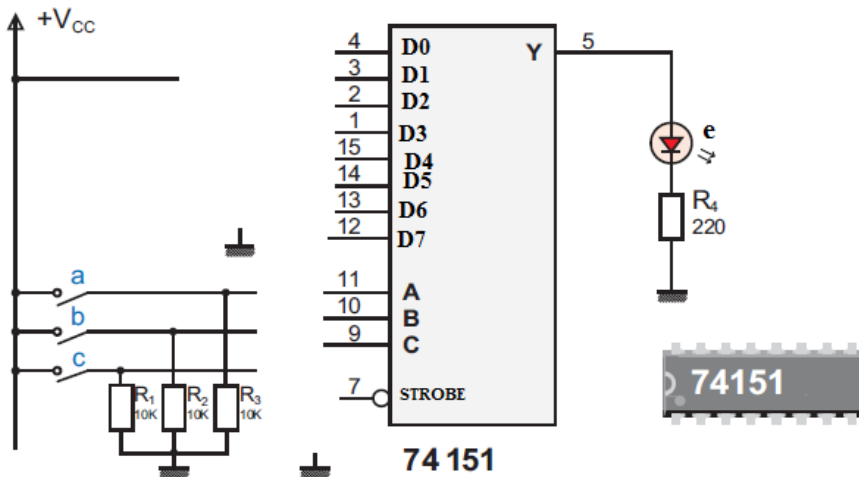 +VCC
4 D0 Y 5
3 D1
2 D2
1 D3
15 D4
14 D5
13 D6
12 D7
e
R4
220
a
b
c
11 A
10 B
9 C
R1 R2 R3
10K 10K 10K
7 STROBE
74151
74 151